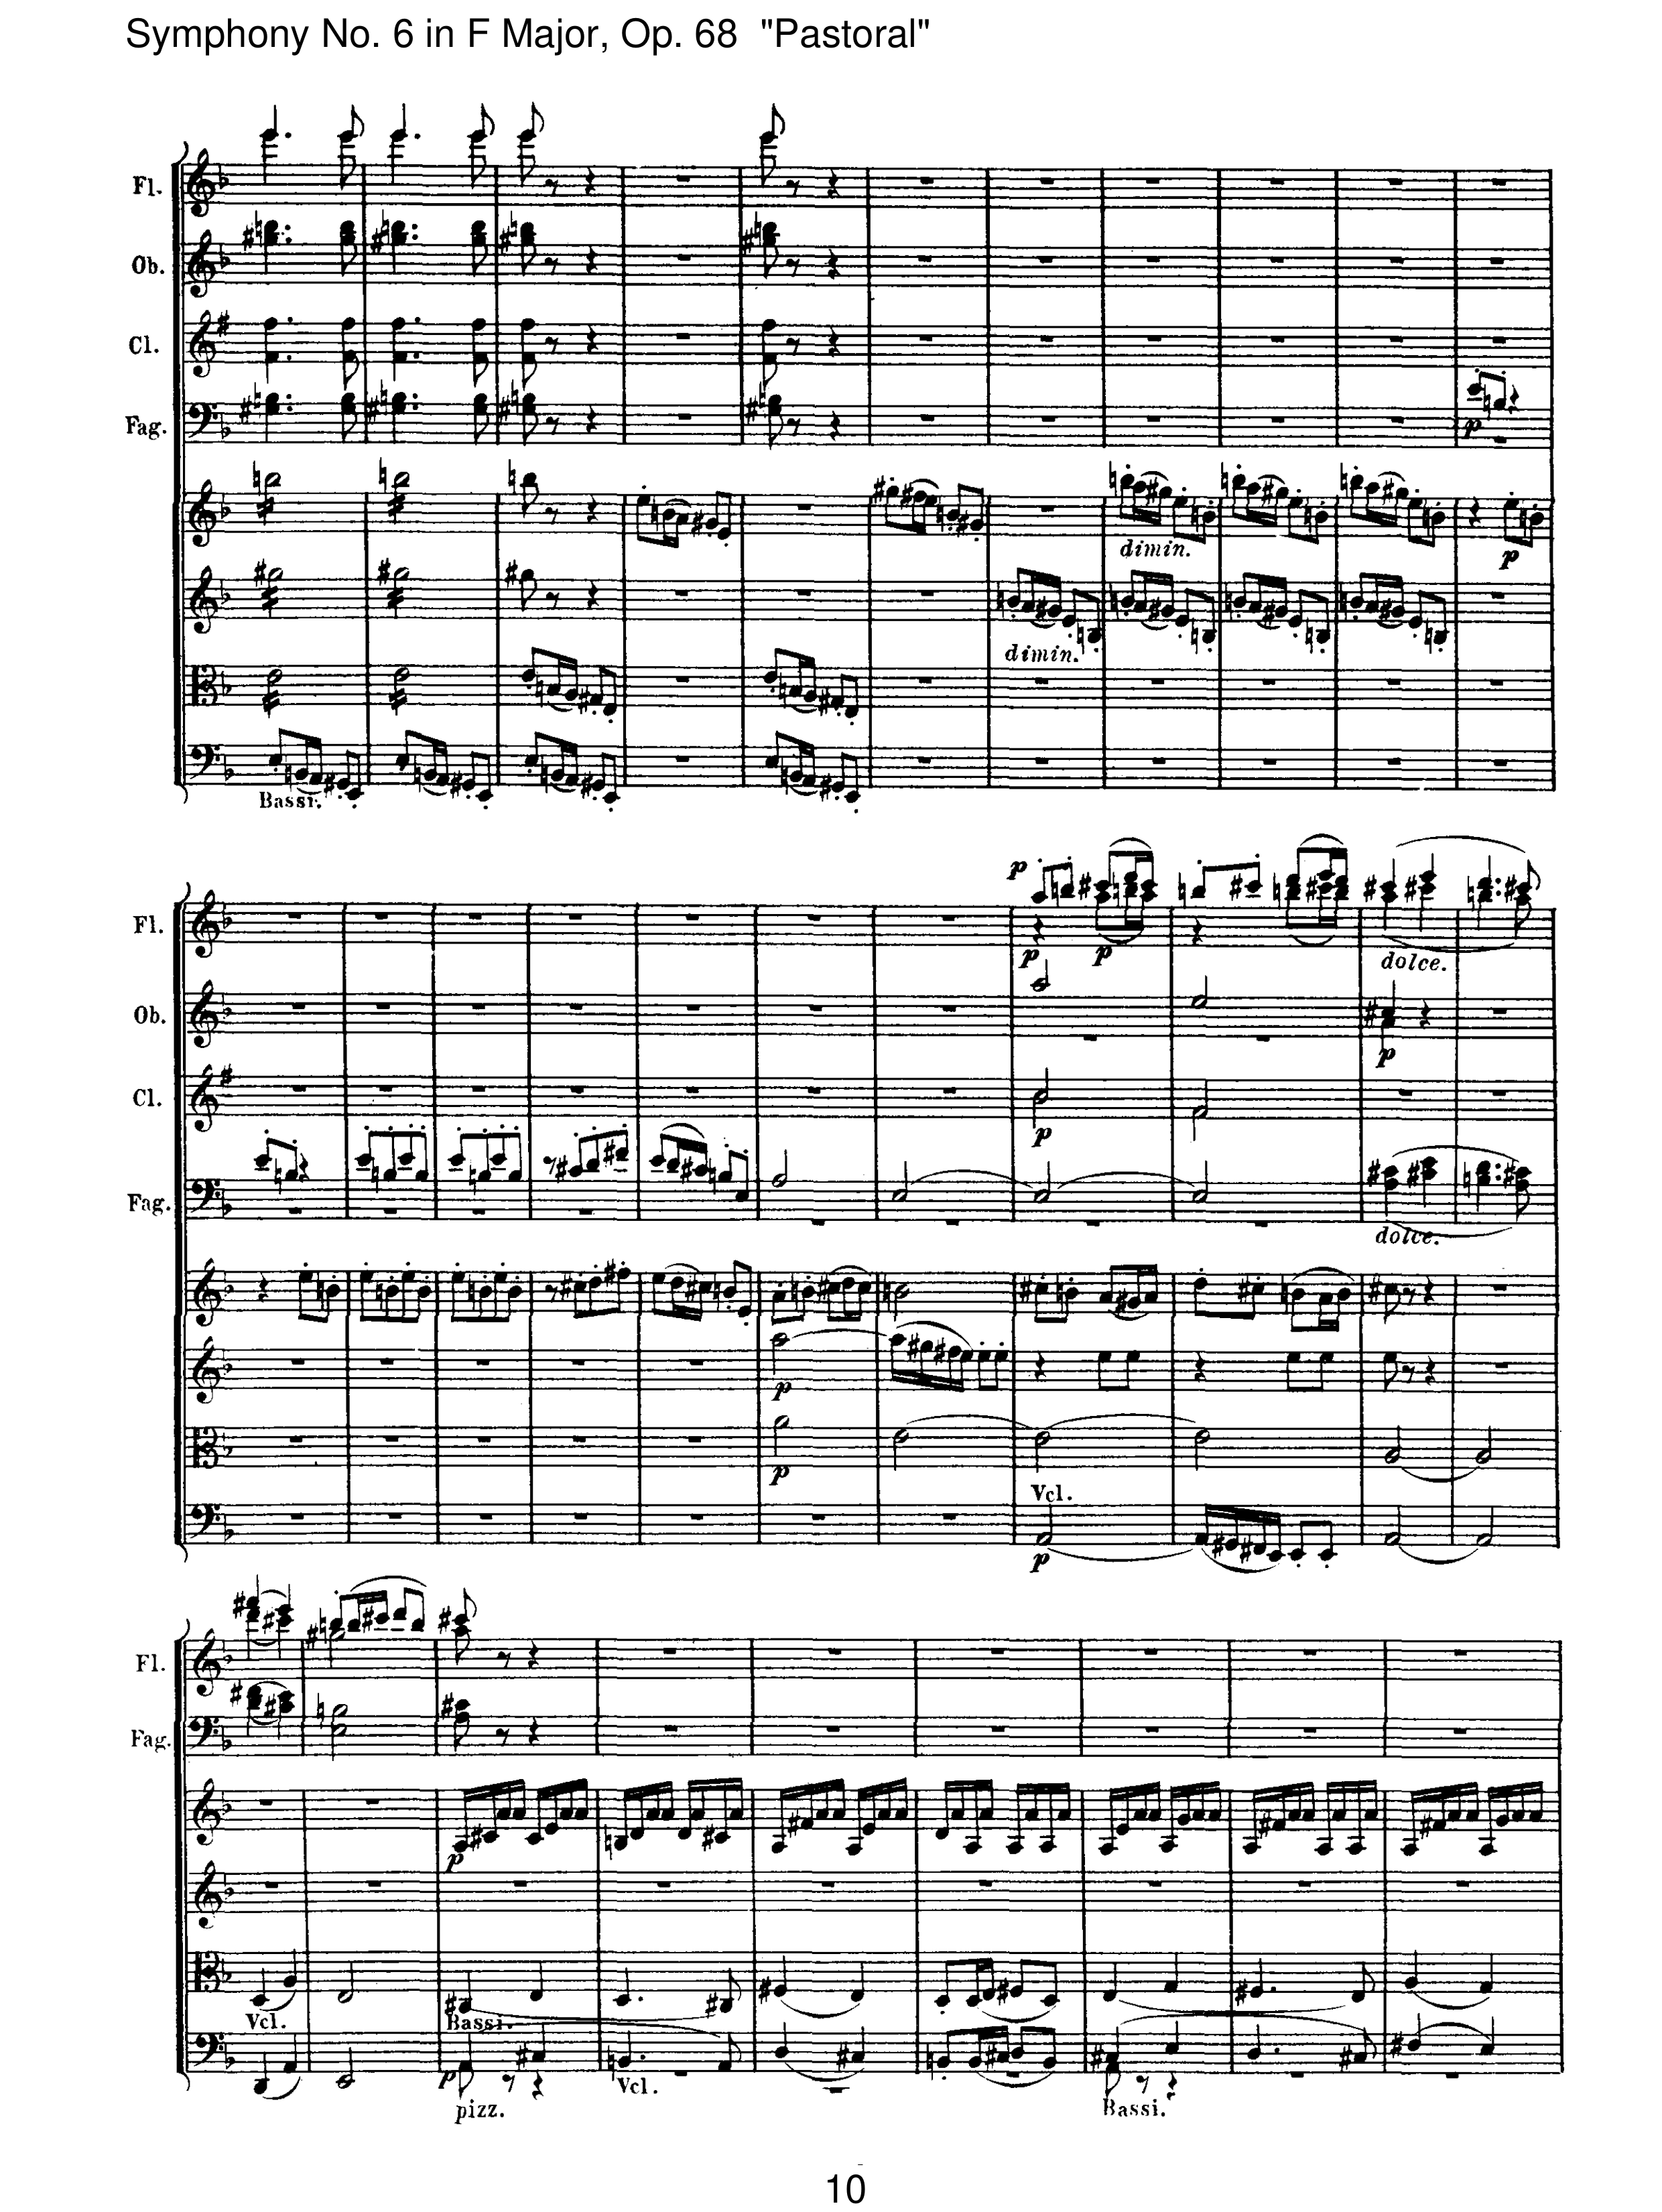 Symphony No. 6 in F Major, Op. 68 "Pastoral"
Fl.
Ob.
Cl.
Fag.
p
dimin.
p
dimin.
Bassi.
p
Fl.
p
p
dolce.
Ob.
p
Cl.
p
Fag.
dolce.
p
p
Vcl.
p
Fl.
Fag.
p
Vcl.
Bassi.
p
Vcl.
pizz.
Bassi.
10